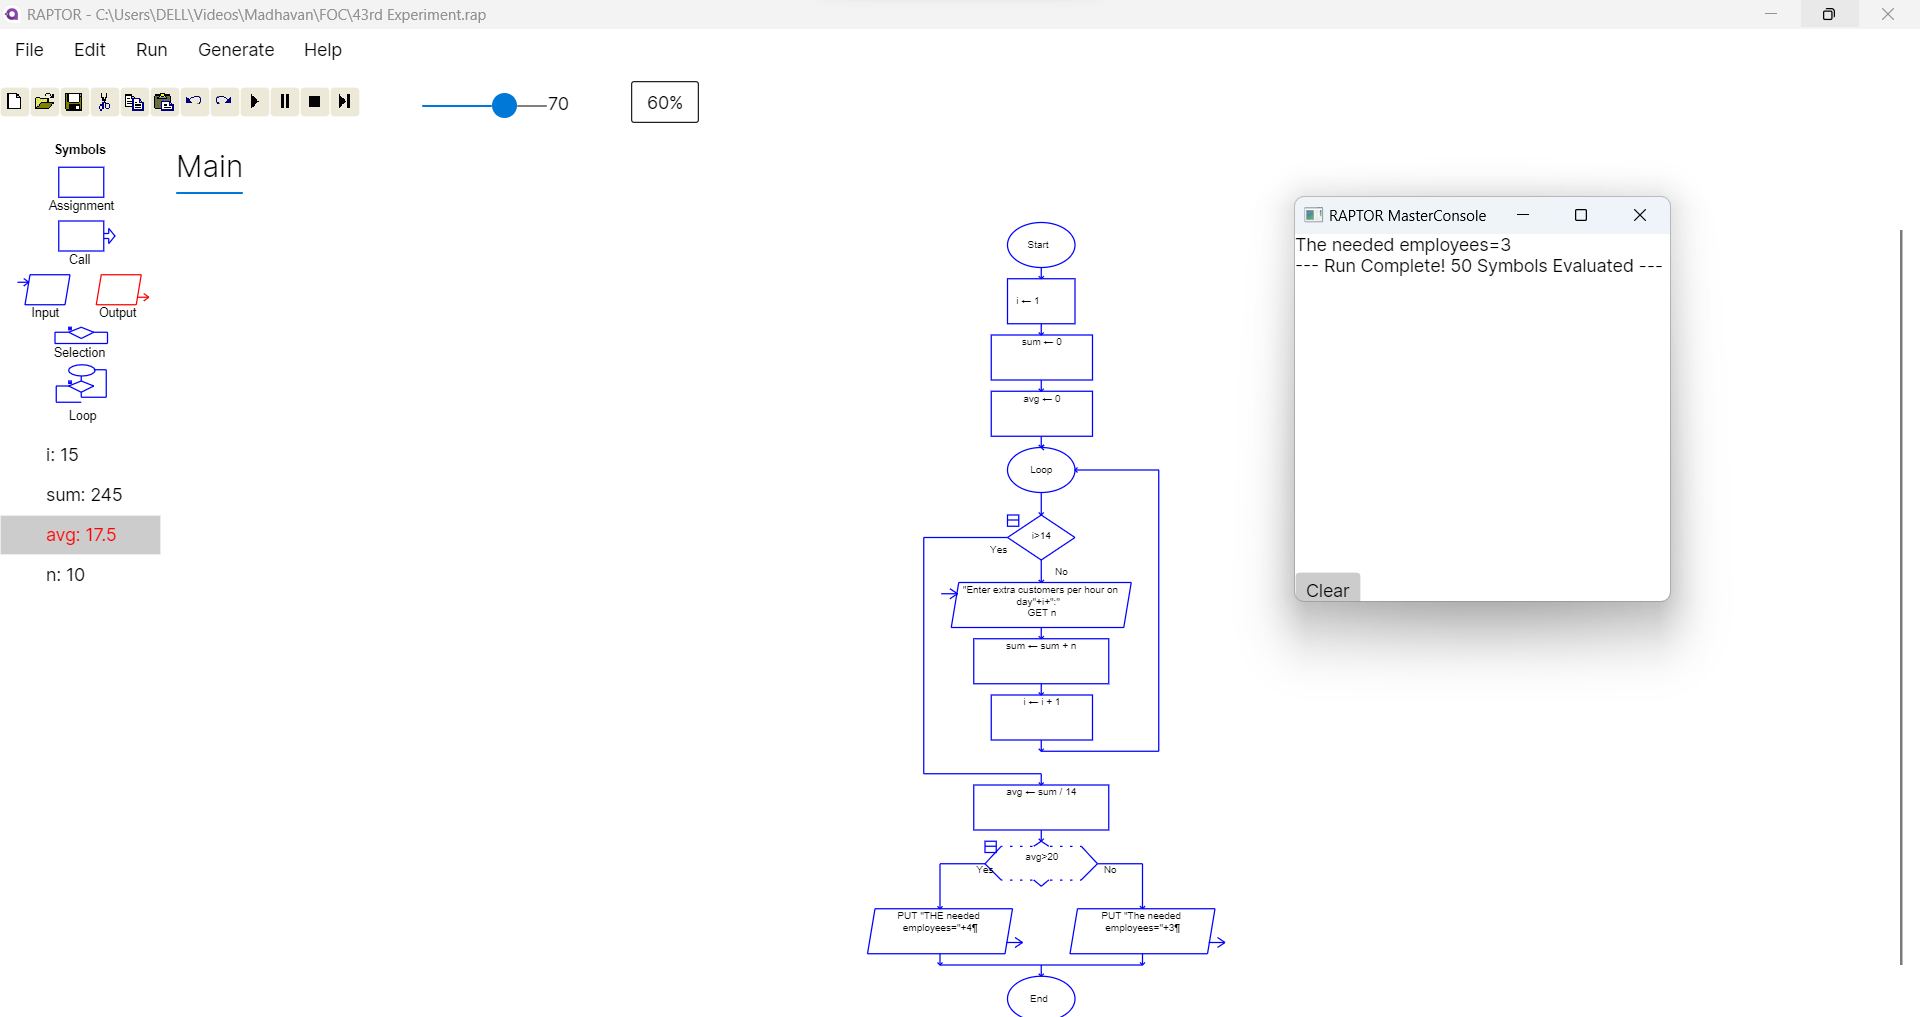 RAPTOR - C:\Users\DELL\Videos\Madhavan\FOC\43rd Experiment.rap
File Edit Run Generate Help
70
60%
Symbols
Assignment
Call
Input Output
Selection
Loop
i: 15
sum: 245
avg: 17.5
n: 10
Main
Start
i ← 1
sum ← 0
avg ← 0
Loop
i>14
Yes
No
"Enter extra customers per hour on
day"+i+":"
GET n
sum ← sum + n
i ← i + 1
avg ← sum / 14
avg>20
Yes
No
PUT "THE needed
employees="+4¶
PUT "The needed
employees="+3¶
End
RAPTOR MasterConsole
The needed employees=3
--- Run Complete! 50 Symbols Evaluated ---
Clear